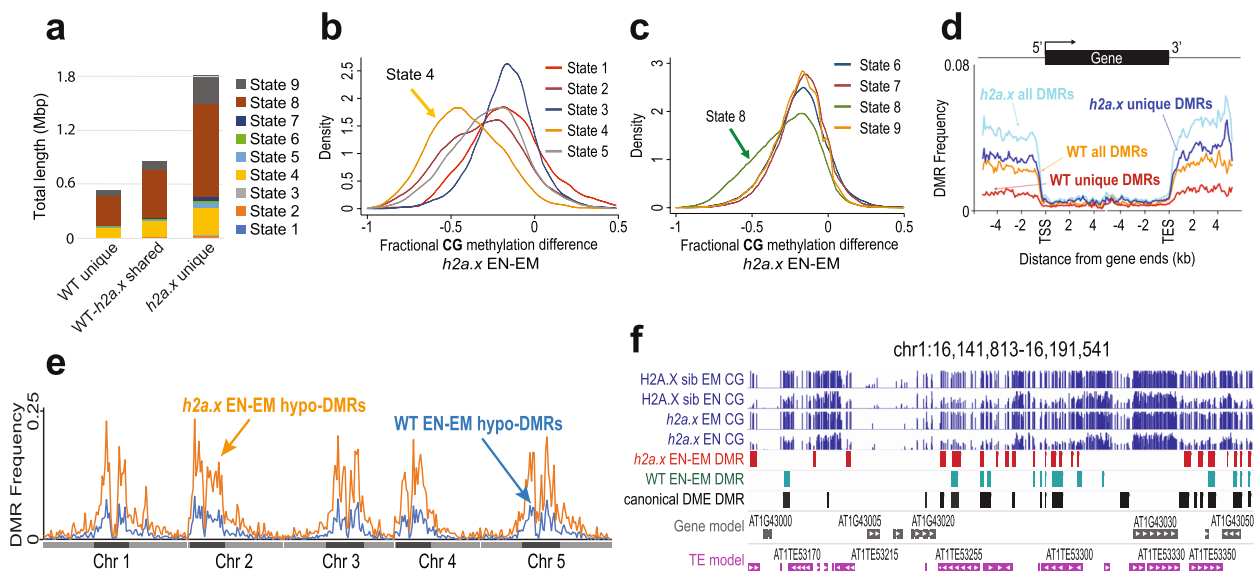 a
Total length (Mbp)
1.8
1.2
0.6
0
WT unique
WT-h2a.x shared
h2a.x unique
State 9
State 8
State 7
State 6
State 5
State 4
State 3
State 2
State 1
b
Density
2.5
2
1.5
1
0.5
0
State 4
State 1
State 2
State 3
State 4
State 5
-1
-0.5
0
0.5
Fractional CG methylation difference
h2a.x EN-EM
c
Density
3
2
1
0
State 8
State 6
State 7
State 8
State 9
-1
-0.5
0
0.5
Fractional CG methylation difference
h2a.x EN-EM
d
5'
3'
Gene
DMR Frequency
0.08
0
h2a.x all DMRs
h2a.x unique DMRs
WT all DMRs
WT unique DMRs
-4 -2 TSS 2 4 -4 -2 TES 2 4
Distance from gene ends (kb)
e
DMR Frequency
0.25
0
h2a.x EN-EM hypo-DMRs
WT EN-EM hypo-DMRs
Chr 1
Chr 2
Chr 3
Chr 4
Chr 5
f
chr1:16,141,813-16,191,541
H2A.X sib EM CG
H2A.X sib EN CG
h2a.x EM CG
h2a.x EN CG
h2a.x EN-EM DMR
WT EN-EM DMR
canonical DME DMR
Gene model
AT1G43000 AT1G43005 AT1G43020 AT1G43030 AT1G43050
TE model
AT1TE53170 AT1TE53215 AT1TE53255 AT1TE53300 AT1TE53330 AT1TE53350